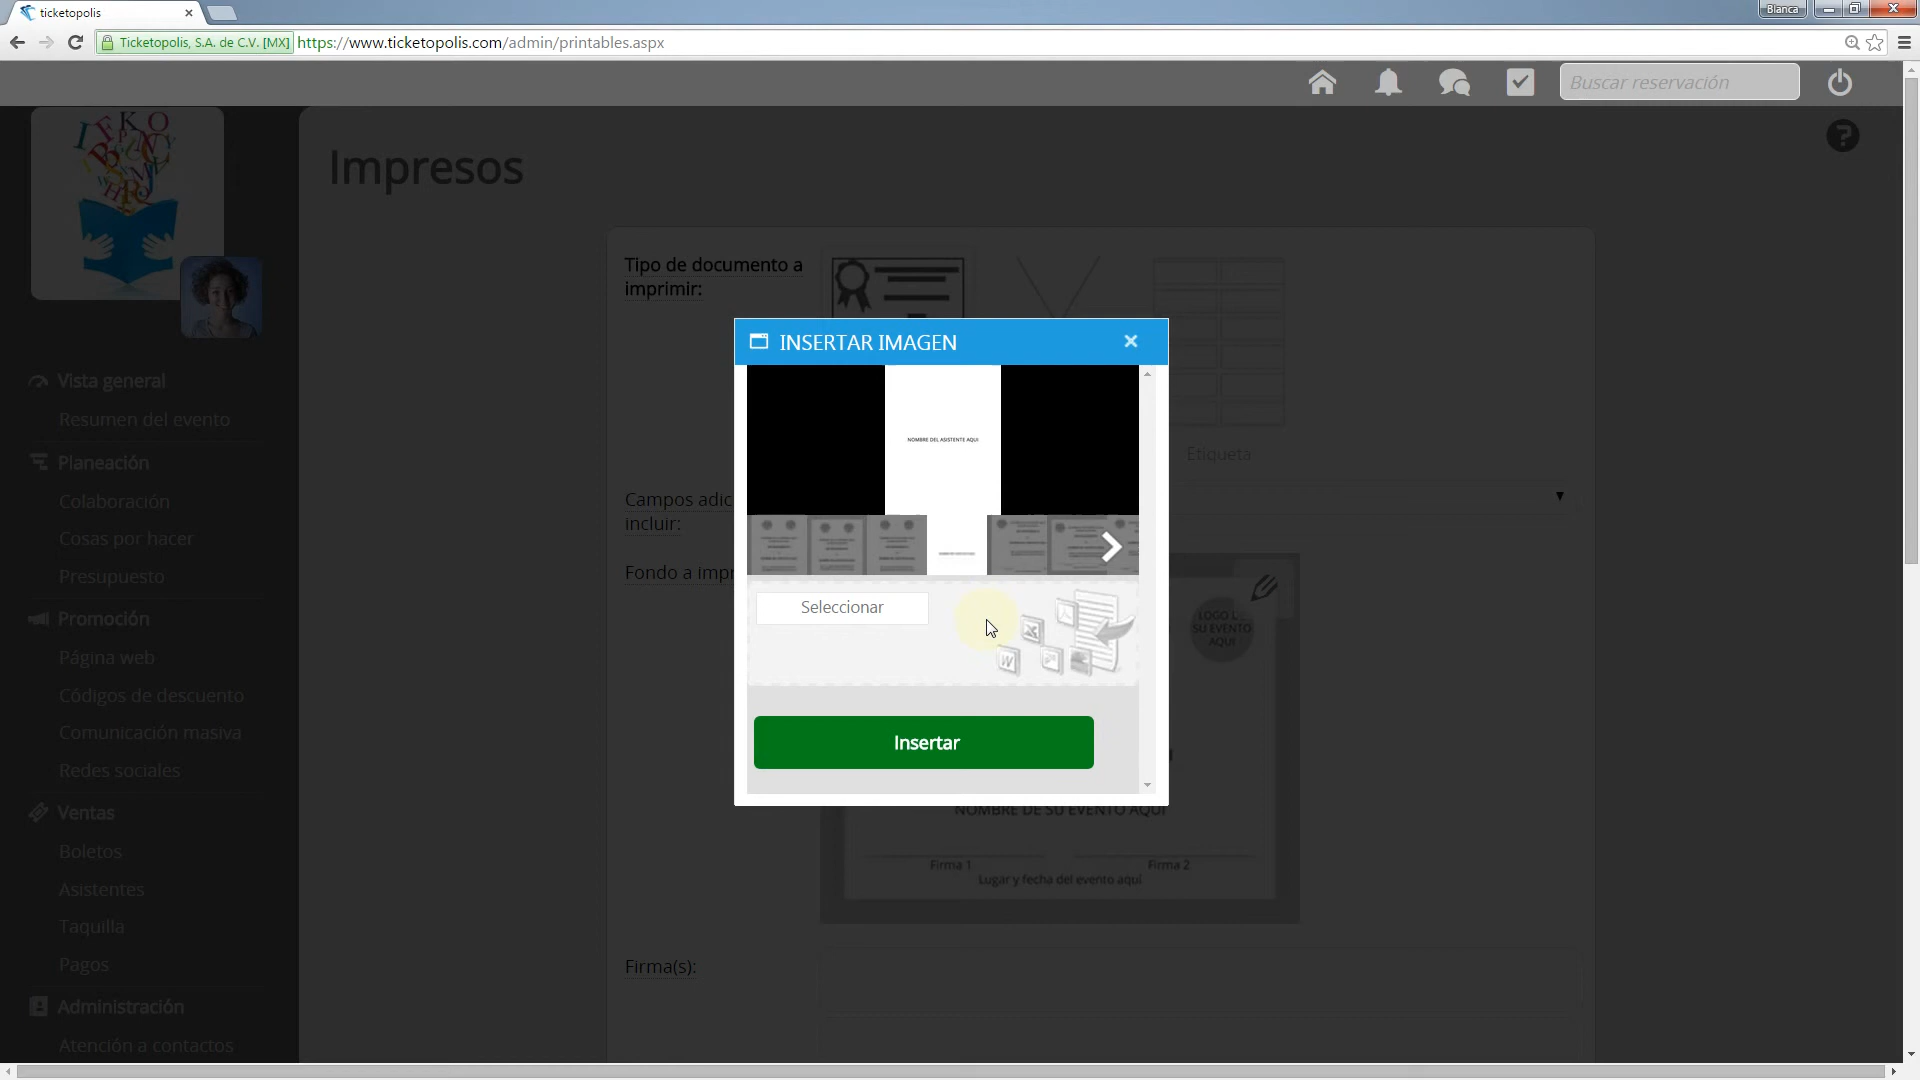 ticketopolis
Blanca
Ticketopolis, S.A. de C.V. [MX]
https://www.ticketopolis.com/admin/printables.aspx
Buscar reservación
Impresos
?
Tipo de documento a
imprimir:
Etiqueta
Campos adic
incluir:
Fondo a impr
INSERTAR IMAGEN
NOMBRE DEL ASISTENTE AQUI
Seleccionar
Insertar
LOGO DE
SU EVENTO
AQUI
NOMBRE DE SU EVENTO AQUI
Firma 1
Firma 2
Lugar y fecha del evento aquí
Firma(s):
Vista general
Resumen del evento
Planeación
Colaboración
Cosas por hacer
Presupuesto
Promoción
Página web
Códigos de descuento
Comunicación masiva
Redes sociales
Ventas
Boletos
Asistentes
Taquilla
Pagos
Administración
Atención a contactos